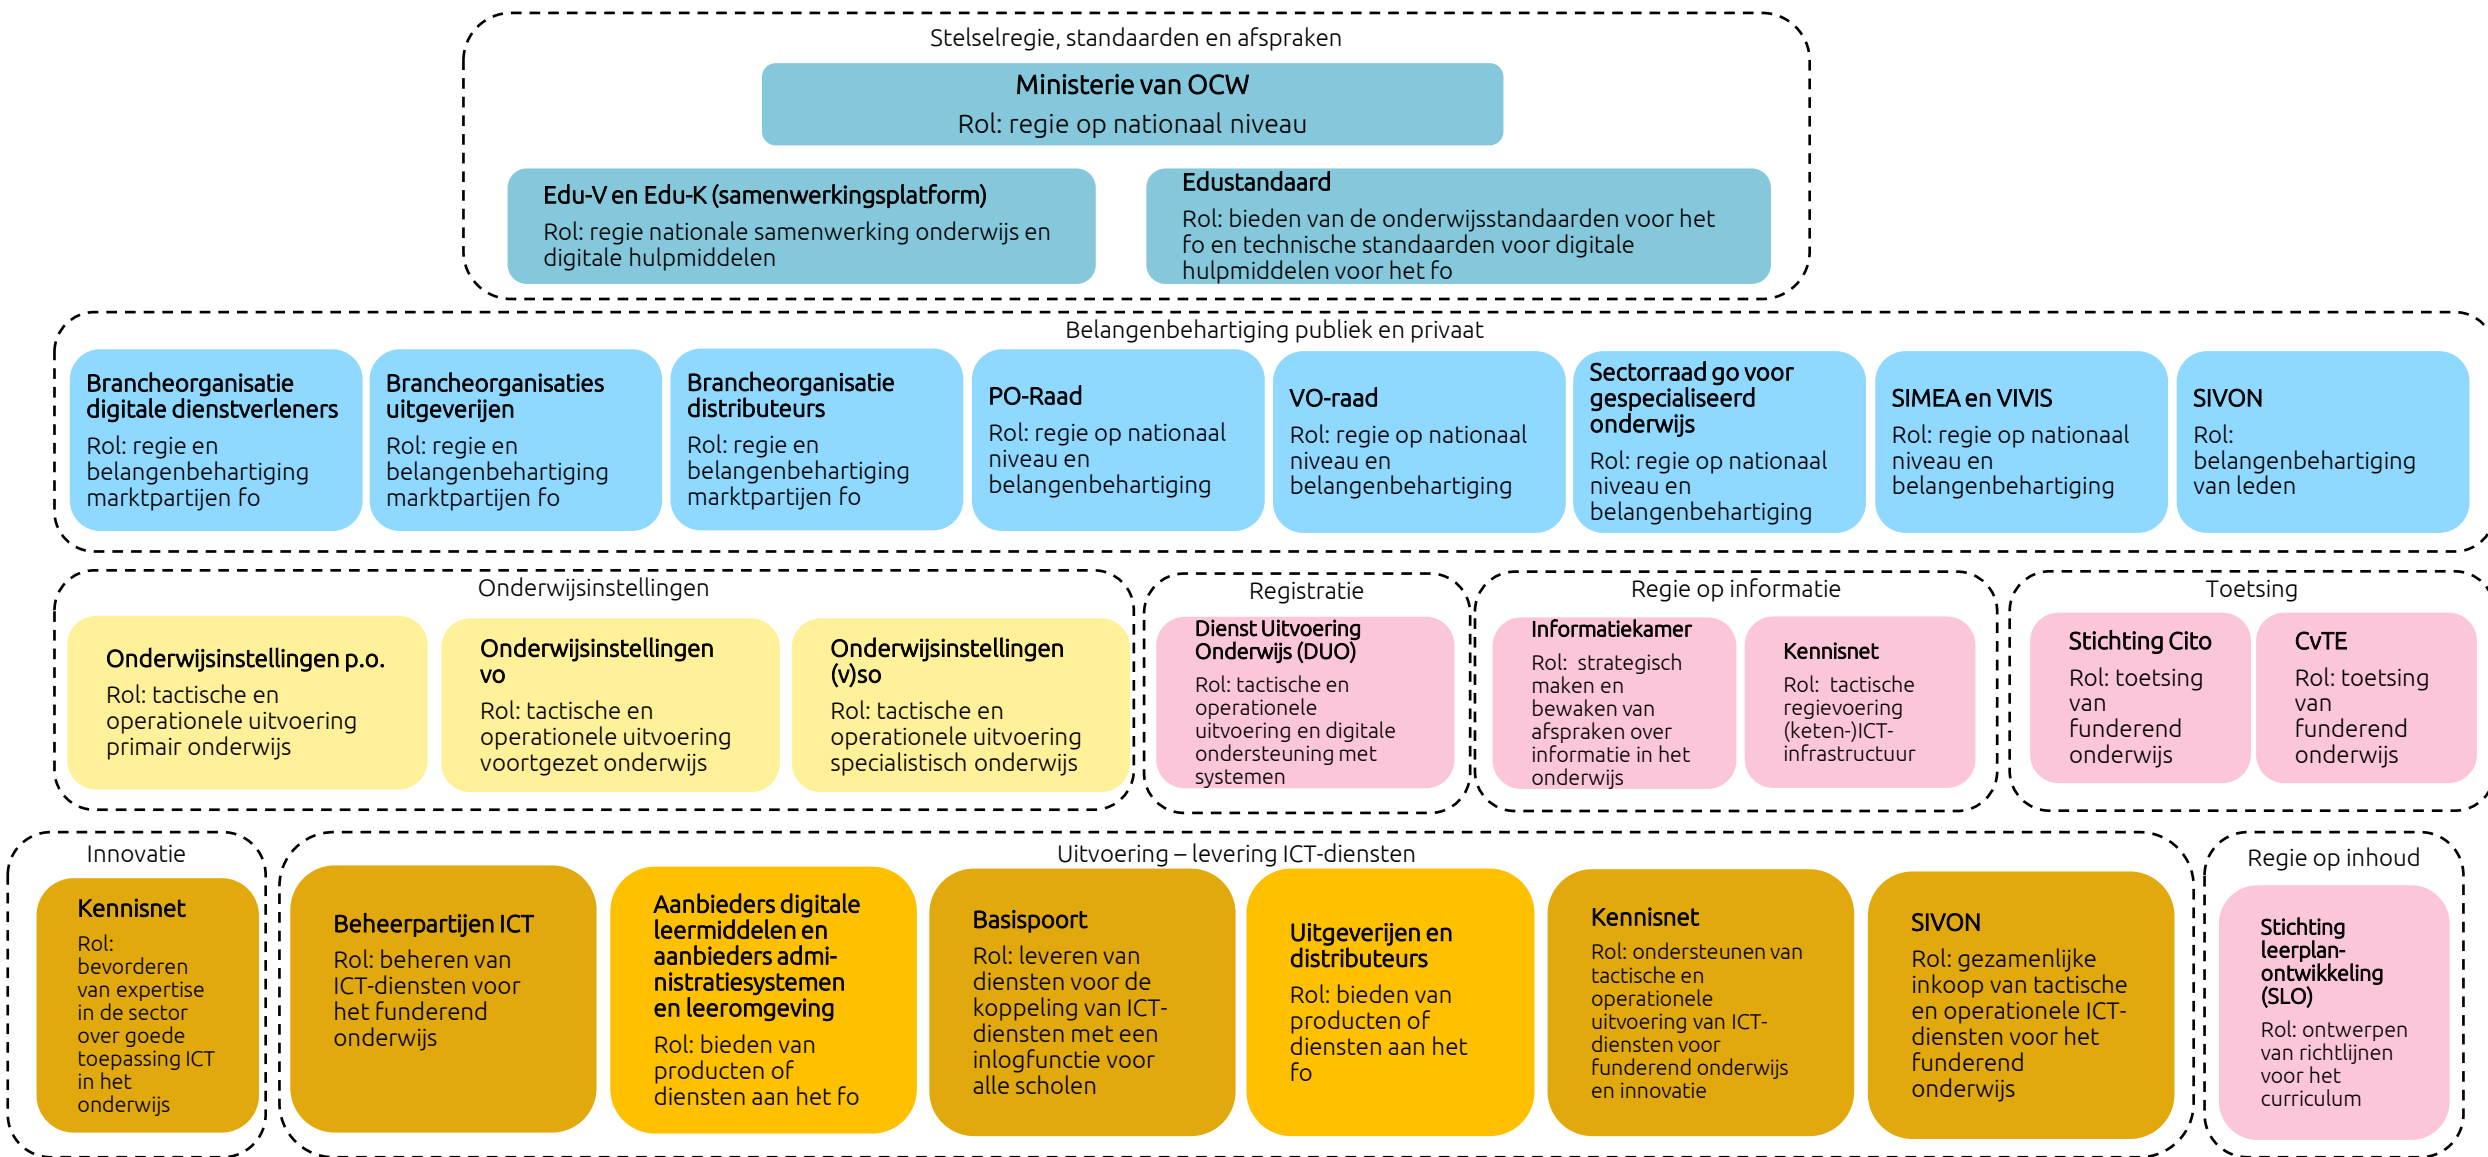 Stelselregie, standaarden en afspraken
Ministerie van OCW
Rol: regie op nationaal niveau
Edu-V en Edu-K (samenwerkingsplatform)
Rol: regie nationale samenwerking onderwijs en
digitale hulpmiddelen
Edustandaard
Rol: bieden van de onderwijsstandaarden voor het
fo en technische standaarden voor digitale
hulpmiddelen voor het fo
Belangenbehartiging publiek en privaat
Brancheorganisatie
digitale dienstverleners
Rol: regie en
belangenbehartiging
marktpartijen fo
Brancheorganisaties
uitgeverijen
Rol: regie en
belangenbehartiging
marktpartijen fo
Brancheorganisatie
distributeurs
Rol: regie en
belangenbehartiging
marktpartijen fo
PO-Raad
Rol: regie op nationaal
niveau en
belangenbehartiging
VO-raad
Rol: regie op nationaal
niveau en
belangenbehartiging
Sectorraad go voor
gespecialiseerd
onderwijs
Rol: regie op nationaal
niveau en
belangenbehartiging
SIMEA en VIVIS
Rol: regie op nationaal
niveau en
belangenbehartiging
SIVON
Rol:
belangenbehartiging
van leden
Onderwijsinstellingen
Onderwijsinstellingen p.o.
Rol: tactische en
operationele uitvoering
primair onderwijs
Onderwijsinstellingen
vo
Rol: tactische en
operationele uitvoering
voortgezet onderwijs
Onderwijsinstellingen
(v)so
Rol: tactische en
operationele uitvoering
specialistisch onderwijs
Registratie
Dienst Uitvoering
Onderwijs (DUO)
Rol: tactische en
operationele
uitvoering en digitale
ondersteuning met
systemen
Regie op informatie
Informatiekamer
Rol: strategisch
maken en
bewaken van
afspraken over
informatie in het
onderwijs
Kennisnet
Rol: tactische
regievoering
(keten-)ICT-
infrastructuur
Toetsing
Stichting Cito
Rol: toetsing
van
funderend
onderwijs
CvTE
Rol: toetsing
van
funderend
onderwijs
Innovatie
Kennisnet
Rol:
bevorderen
van expertise
in de sector
over goede
toepassing ICT
in het
onderwijs
Uitvoering – levering ICT-diensten
Beheerpartijen ICT
Rol: beheren van
ICT-diensten voor
het funderend
onderwijs
Aanbieders digitale
leermiddelen en
aanbieders admi-
nistratiesystemen
en leeromgeving
Rol: bieden van
producten of
diensten aan het fo
Basispoort
Rol: leveren van
diensten voor de
koppeling van ICT-
diensten met een
inlogfunctie voor
alle scholen
Uitgeverijen en
distributeurs
Rol: bieden van
producten of
diensten aan het
fo
Kennisnet
Rol: ondersteunen van
tactische en
operationele
uitvoering van ICT-
diensten voor
funderend onderwijs
en innovatie
SIVON
Rol: gezamenlijke
inkoop van tactische
en operationele ICT-
diensten voor het
funderend
onderwijs
Regie op inhoud
Stichting
leerplan-
ontwikkeling
(SLO)
Rol: ontwerpen
van richtlijnen
voor het
curriculum